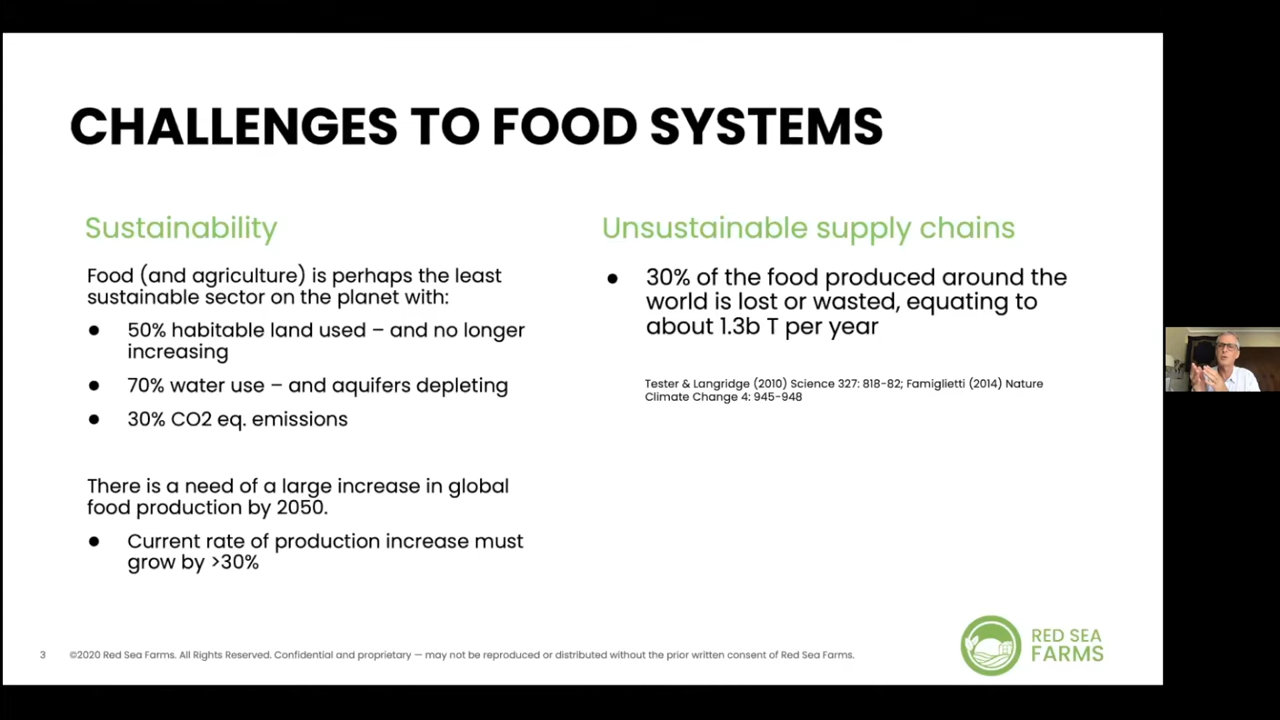 CHALLENGES TO FOOD SYSTEMS
Sustainability
Food (and agriculture) is perhaps the least
sustainable sector on the planet with:
● 50% habitable land used – and no longer
increasing
● 70% water use – and aquifers depleting
● 30% CO2 eq. emissions
There is a need of a large increase in global
food production by 2050.
● Current rate of production increase must
grow by >30%
Unsustainable supply chains
● 30% of the food produced around the
world is lost or wasted, equating to
about 1.3b T per year
Tester & Langridge (2010) Science 327: 818-82; Famiglietti (2014) Nature
Climate Change 4: 945-948
3 ©2020 Red Sea Farms. All Rights Reserved. Confidential and proprietary — may not be reproduced or distributed without the prior written consent of Red Sea Farms.
RED SEA
FARMS